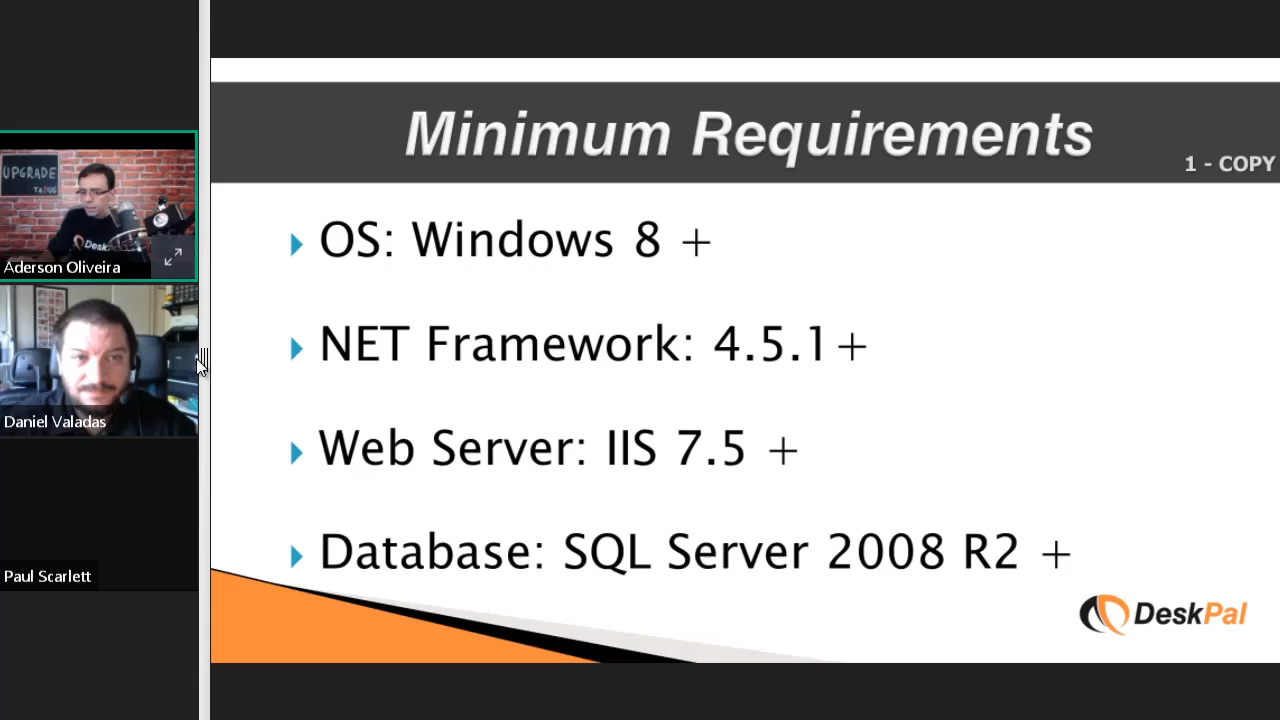 Minimum Requirements
1 - COPY
OS: Windows 8 +
NET Framework: 4.5.1+
Web Server: IIS 7.5 +
Database: SQL Server 2008 R2 +
DeskPal
UPGRADE
Aderson Oliveira
Daniel Valadas
Paul Scarlett